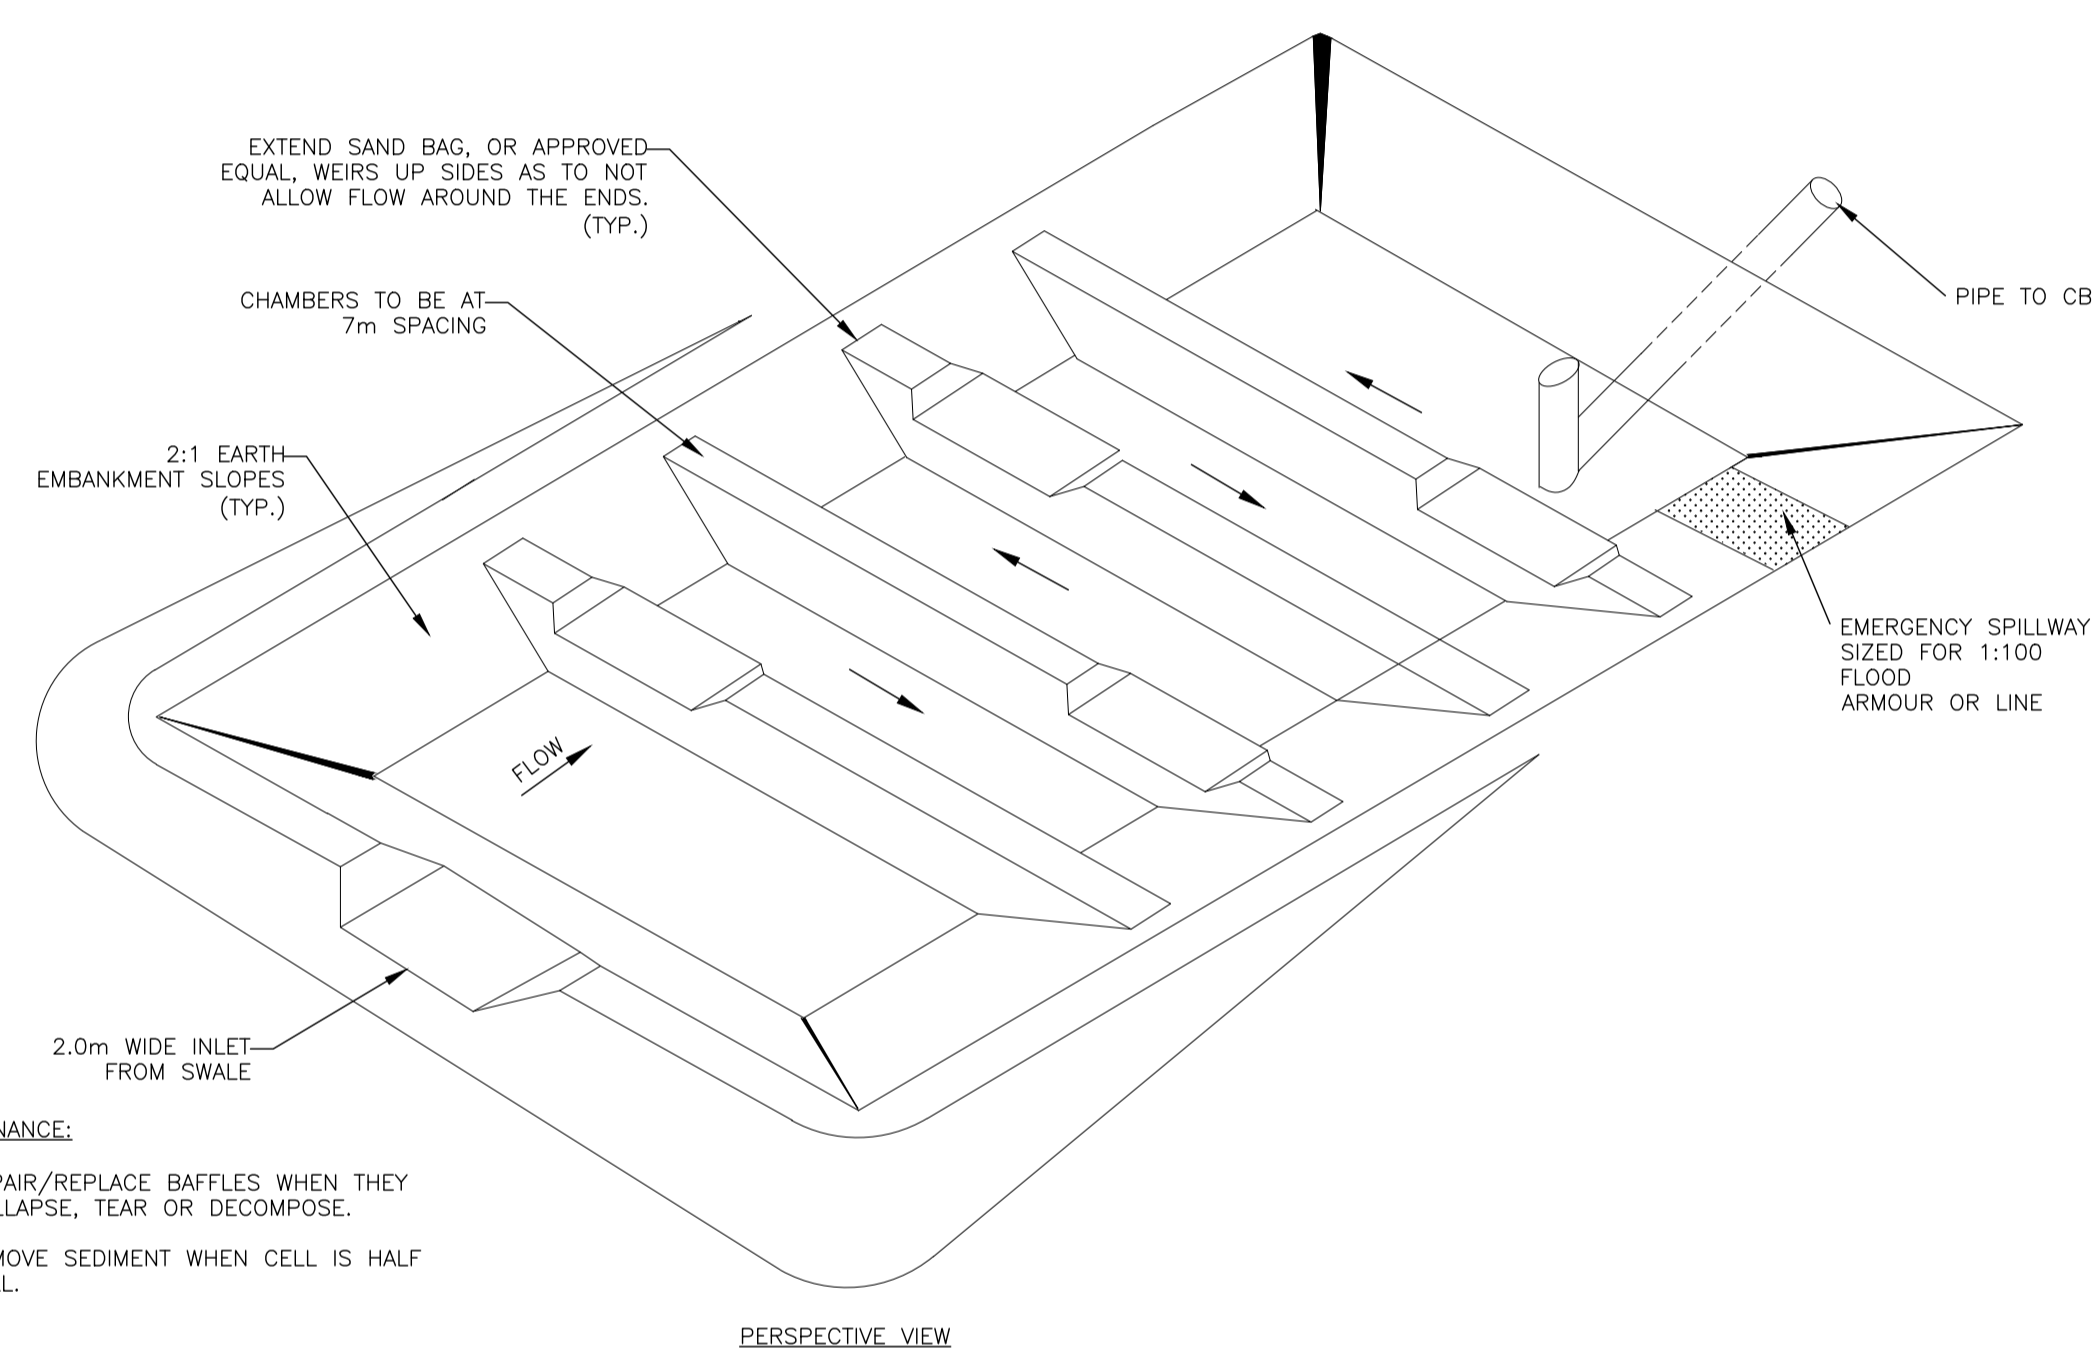 EXTEND SAND BAG, OR APPROVED
EQUAL, WEIRS UP SIDES AS TO NOT
ALLOW FLOW AROUND THE ENDS.
(TYP.)
CHAMBERS TO BE AT
7m SPACING
2:1 EARTH
EMBANKMENT SLOPES
(TYP.)
PIPE TO CB
EMERGENCY SPILLWAY
SIZED FOR 1:100
FLOOD
ARMOUR OR LINE
FLOW
2.0m WIDE INLET
FROM SWALE
NANCE:
PAIR/REPLACE BAFFLES WHEN THEY
LLAPSE, TEAR OR DECOMPOSE.
MOVE SEDIMENT WHEN CELL IS HALF
LL.
PERSPECTIVE VIEW